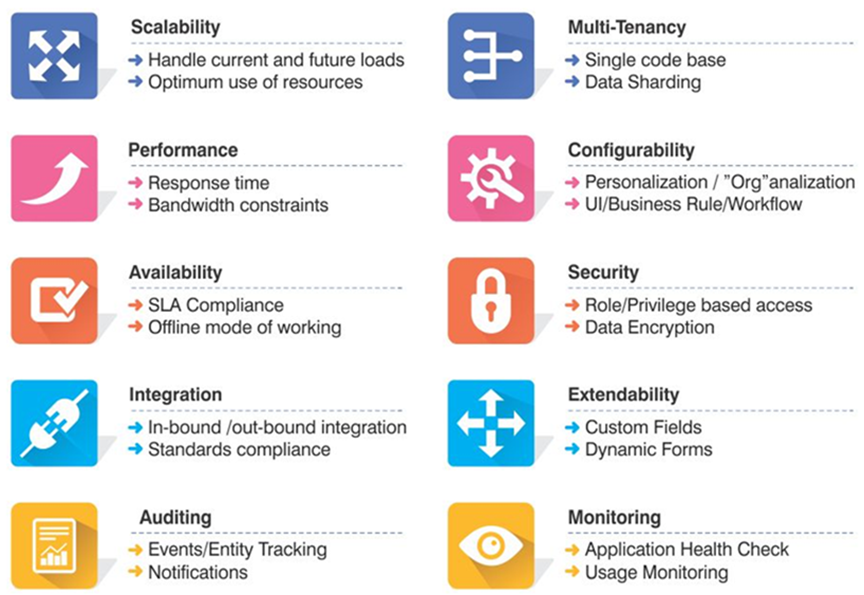 Scalability
Handle current and future loads
Optimum use of resources
Multi-Tenancy
Single code base
Data Sharding
Performance
Response time
Bandwidth constraints
Configurability
Personalization / ”Org”analization
UI/Business Rule/Workflow
Availability
SLA Compliance
Offline mode of working
Security
Role/Privilege based access
Data Encryption
Integration
In-bound /out-bound integration
Standards compliance
Extendability
Custom Fields
Dynamic Forms
Auditing
Events/Entity Tracking
Notifications
Monitoring
Application Health Check
Usage Monitoring